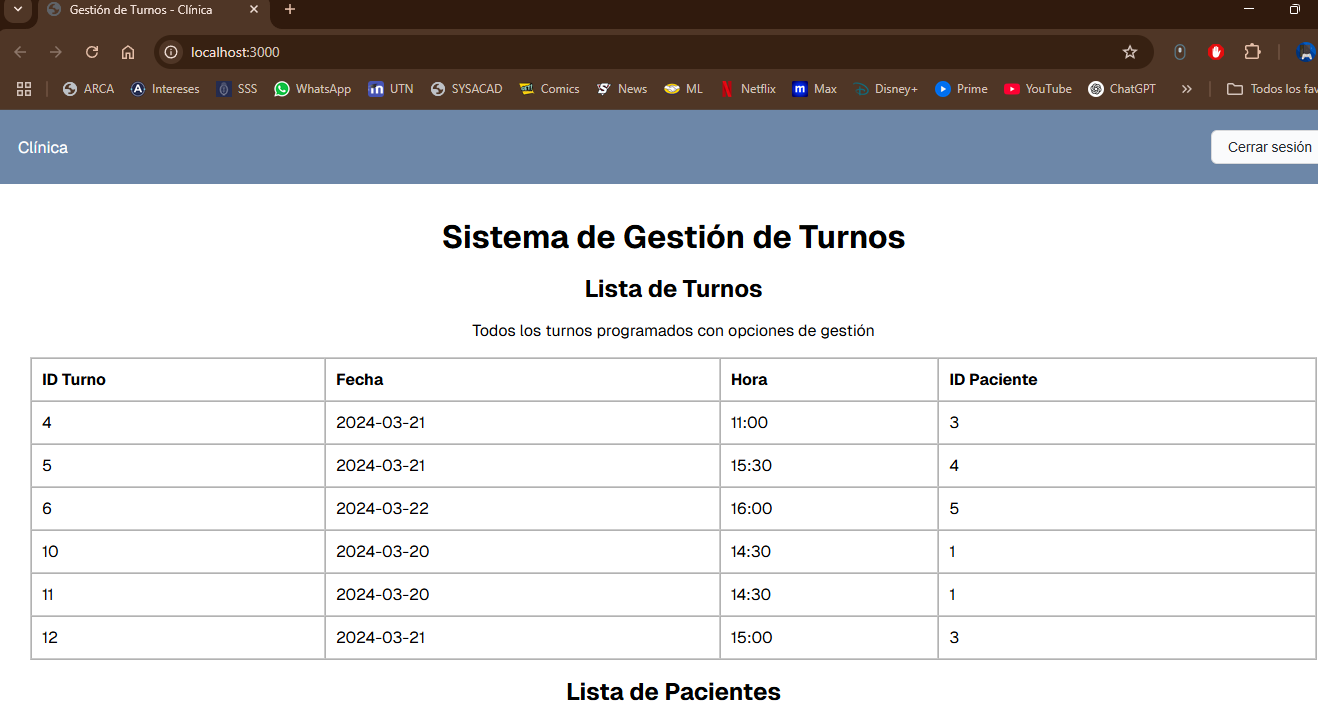 Gestión de Turnos - Clínica
localhost:3000
ARCA Intereses SSS WhatsApp UTN SYSACAD Comics News ML Netflix Max Disney+ Prime YouTube ChatGPT » Todos los fav
Clínica Cerrar sesión
Sistema de Gestión de Turnos
Lista de Turnos
Todos los turnos programados con opciones de gestión
ID Turno Fecha Hora ID Paciente
4 2024-03-21 11:00 3
5 2024-03-21 15:30 4
6 2024-03-22 16:00 5
10 2024-03-20 14:30 1
11 2024-03-20 14:30 1
12 2024-03-21 15:00 3
Lista de Pacientes